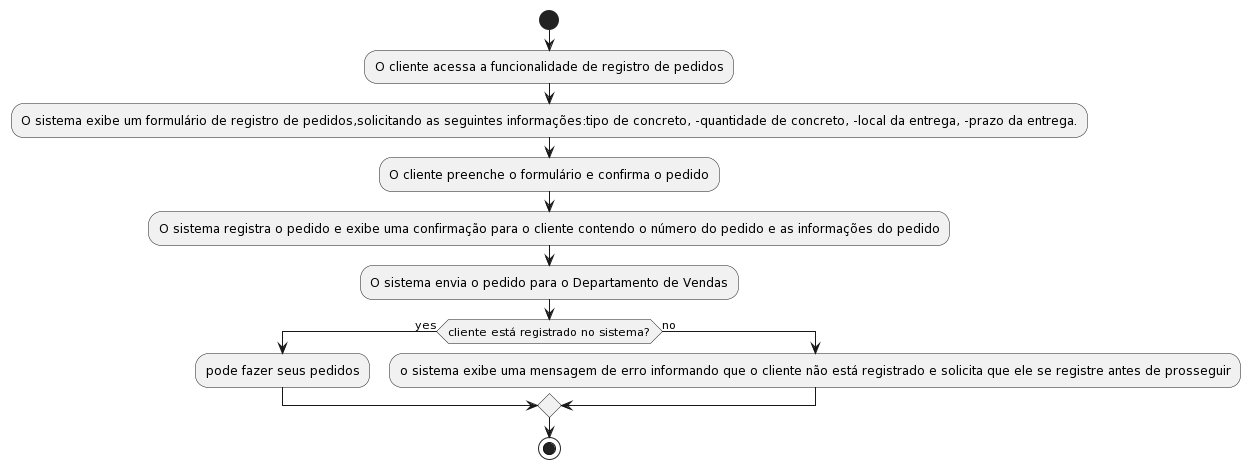 O cliente acessa a funcionalidade de registro de pedidos
O sistema exibe um formulário de registro de pedidos,solicitando as seguintes informações:tipo de concreto, -quantidade de concreto, -local da entrega, -prazo da entrega.
O cliente preenche o formulário e confirma o pedido
O sistema registra o pedido e exibe uma confirmação para o cliente contendo o número do pedido e as informações do pedido
O sistema envia o pedido para o Departamento de Vendas
yes
cliente está registrado no sistema?
no
pode fazer seus pedidos
o sistema exibe uma mensagem de erro informando que o cliente não está registrado e solicita que ele se registre antes de prosseguir